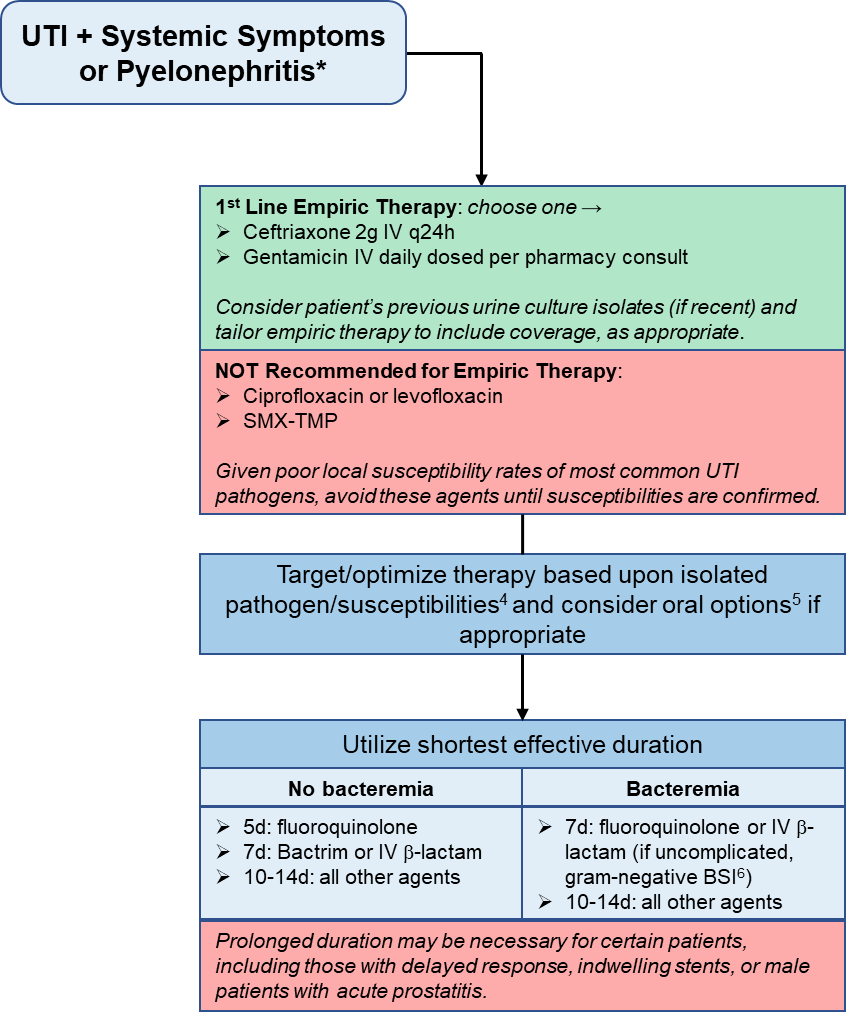 UTI + Systemic Symptoms
or Pyelonephritis*
1st Line Empiric Therapy: choose one →
➢ Ceftriaxone 2g IV q24h
➢ Gentamicin IV daily dosed per pharmacy consult
Consider patient’s previous urine culture isolates (if recent) and
tailor empiric therapy to include coverage, as appropriate.
NOT Recommended for Empiric Therapy:
➢ Ciprofloxacin or levofloxacin
➢ SMX-TMP
Given poor local susceptibility rates of most common UTI
pathogens, avoid these agents until susceptibilities are confirmed.
Target/optimize therapy based upon isolated
pathogen/susceptibilities4 and consider oral options5 if
appropriate
Utilize shortest effective duration
No bacteremia
➢ 5d: fluoroquinolone
➢ 7d: Bactrim or IV β-lactam
➢ 10-14d: all other agents
Bacteremia
➢ 7d: fluoroquinolone or IV β-
lactam (if uncomplicated,
gram-negative BSI6)
➢ 10-14d: all other agents
Prolonged duration may be necessary for certain patients,
including those with delayed response, indwelling stents, or male
patients with acute prostatitis.